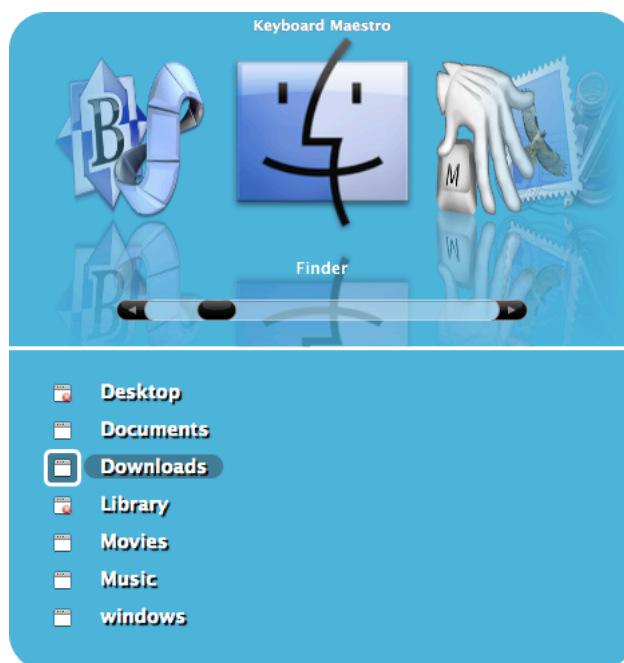 Keyboard Maestro
B
M
Finder
Desktop
Documents
Downloads
Library
Movies
Music
windows